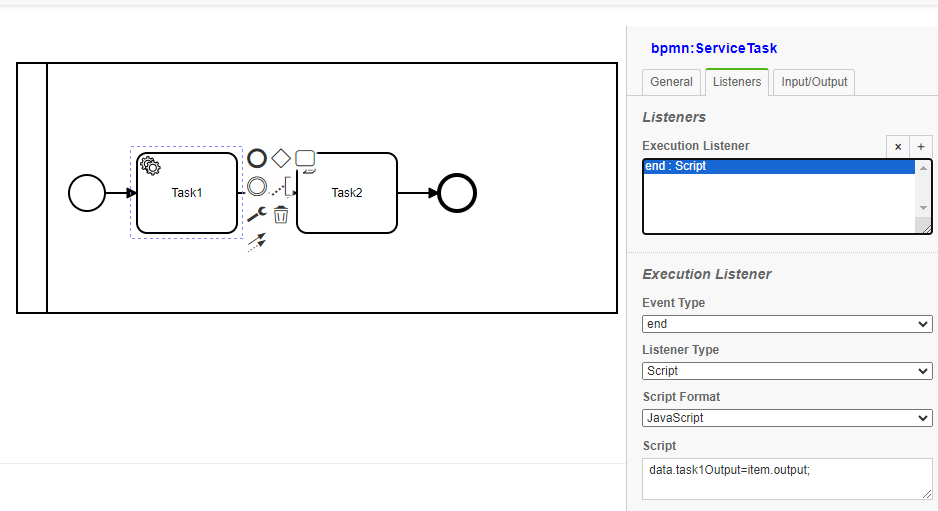 Task1
Task2
bpmn:ServiceTask
General
Listeners
Input/Output
Listeners
Execution Listener
×
+
end : Script
Execution Listener
Event Type
end
Listener Type
Script
Script Format
JavaScript
Script
data.task1Output=item.output;